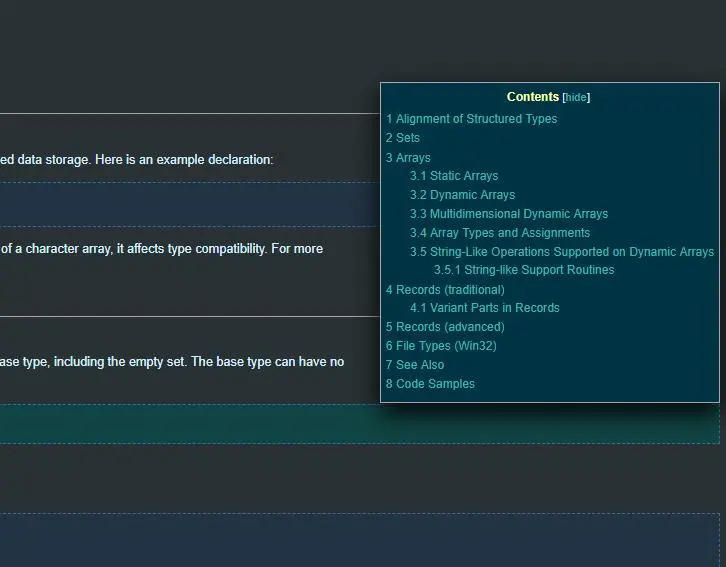 Contents [hide]
1 Alignment of Structured Types
2 Sets
3 Arrays
3.1 Static Arrays
3.2 Dynamic Arrays
3.3 Multidimensional Dynamic Arrays
3.4 Array Types and Assignments
3.5 String-Like Operations Supported on Dynamic Arrays
3.5.1 String-like Support Routines
4 Records (traditional)
4.1 Variant Parts in Records
5 Records (advanced)
6 File Types (Win32)
7 See Also
8 Code Samples
ed data storage. Here is an example declaration:
of a character array, it affects type compatibility. For more
ase type, including the empty set. The base type can have no